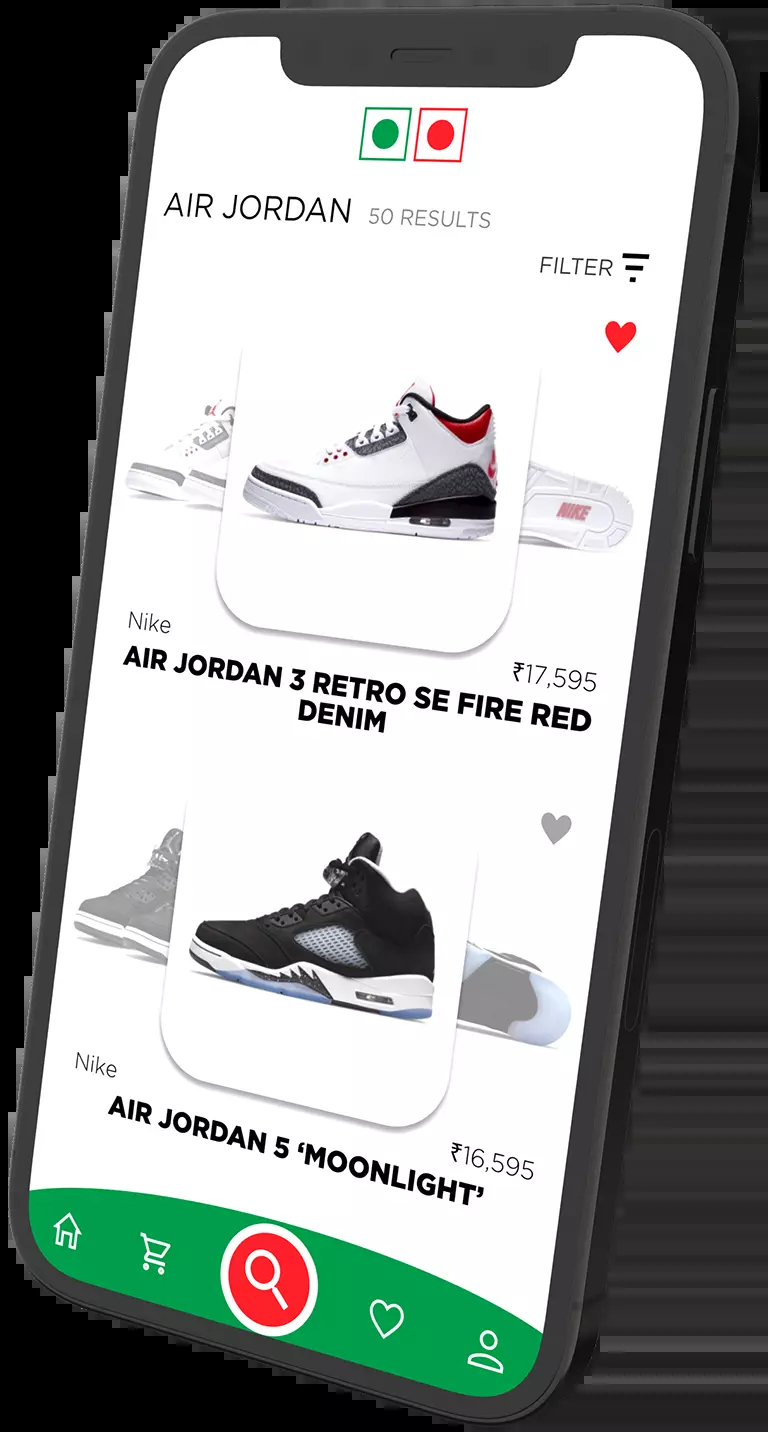 AIR JORDAN 50 RESULTS
FILTER
NIKE
Nike
₹17,595
AIR JORDAN 3 RETRO SE FIRE RED
DENIM
Nike
₹16,595
AIR JORDAN 5 ‘MOONLIGHT’